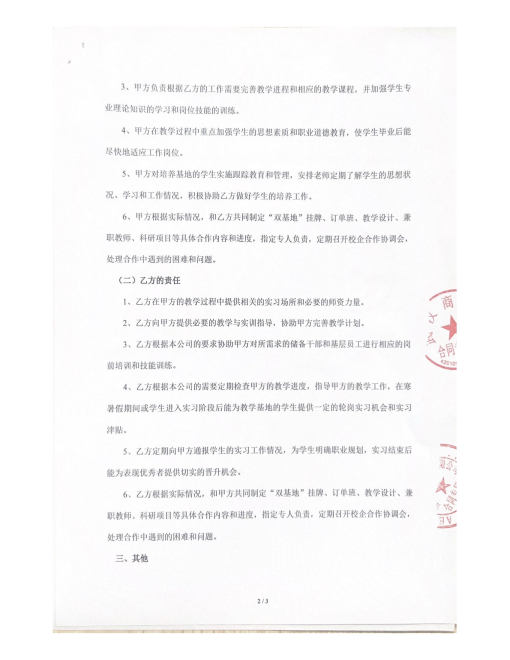 3、甲方负责根据乙方的工作需要完善教学进程和相应的教学课程，并加强学生专
业理论知识的学习和岗位技能的训练。
4、甲方在教学过程中重点加强学生的思想素质和职业道德教育，使学生毕业后能
尽快地适应工作岗位。
5、甲方对培养基地的学生实施跟踪教育和管理，安排老师定期了解学生的思想状
况、学习和工作情况，积极协助乙方做好学生的培养工作。
6、甲方根据实际情况，和乙方共同制定“双基地”挂牌、订单班、教学设计、兼
职教师、科研项目等具体合作内容和进度，指定专人负责，定期召开校企合作协调会，
处理合作中遇到的困难和问题。
（二）乙方的责任
1、乙方在甲方的教学过程中提供相关的实习场所和必要的师资力量。
2、乙方向甲方提供必要的教学与实训指导，协助甲方完善教学计划。
3、乙方根据本公司的要求协助甲方对所需求的储备干部和基层员工进行相应的岗
前培训和技能训练。
4、乙方根据本公司的需要定期检查甲方的教学进度，指导甲方的教学工作，在寒
暑假期间或学生进入实习阶段后能为教学基地的学生提供一定的轮岗实习机会和实习
津贴。
5、乙方定期向甲方通报学生的实习工作情况，为学生明确职业规划，实习结束后
能为表现优秀者提供切实的晋升机会。
6、乙方根据实际情况，和甲方共同制定“双基地”挂牌、订单班、教学设计、兼
职教师、科研项目等具体合作内容和进度，指定专人负责，定期召开校企合作协调会，
处理合作中遇到的困难和问题。
三、其他
商
合同
2 / 3